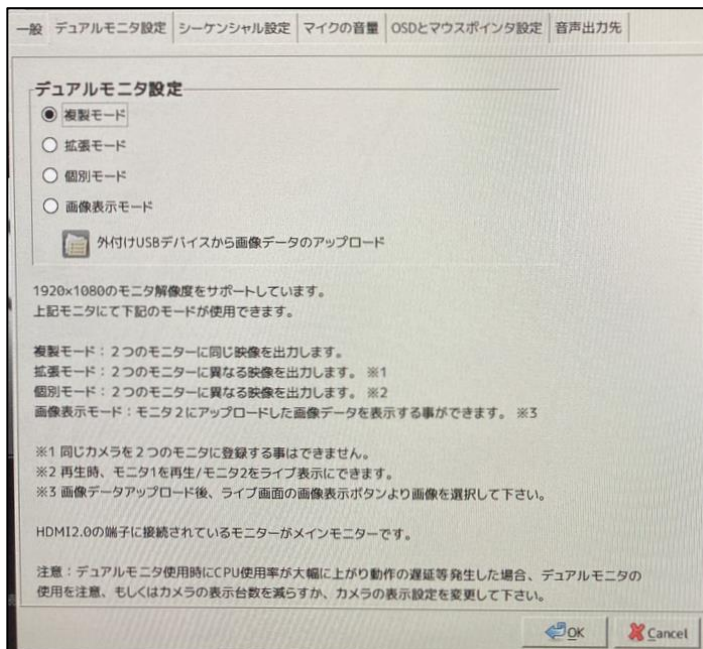 一般 デュアルモニタ設定 シーケンシャル設定 マイクの音量 OSDとマウスポインタ設定 音声出力先
デュアルモニタ設定
複製モード
拡張モード
個別モード
画像表示モード
外付けUSBデバイスから画像データのアップロード
1920x1080のモニタ解像度をサポートしています。
上記モニタにて下記のモードが使用できます。
複製モード：２つのモニターに同じ映像を出力します。
拡張モード：２つのモニターに異なる映像を出力します。 ※1
個別モード：２つのモニターに異なる映像を出力します。 ※2
画像表示モード：モニタ2にアップロードした画像データを表示する事ができます。 ※3
※1 同じカメラを２つのモニタに登録する事はできません。
※2 再生時、モニタ1を再生/モニタ2をライブ表示にできます。
※3 画像データアップロード後、ライブ画面の画像表示ボタンより画像を選択して下さい。
HDMI2.0の端子に接続されているモニターがメインモニターです。
注意：デュアルモニタ使用時にCPU使用率が大幅に上がり動作の遅延等発生した場合、デュアルモニタの
使用を注意、もしくはカメラの表示台数を減らすか、カメラの表示設定を変更して下さい。
OK Cancel